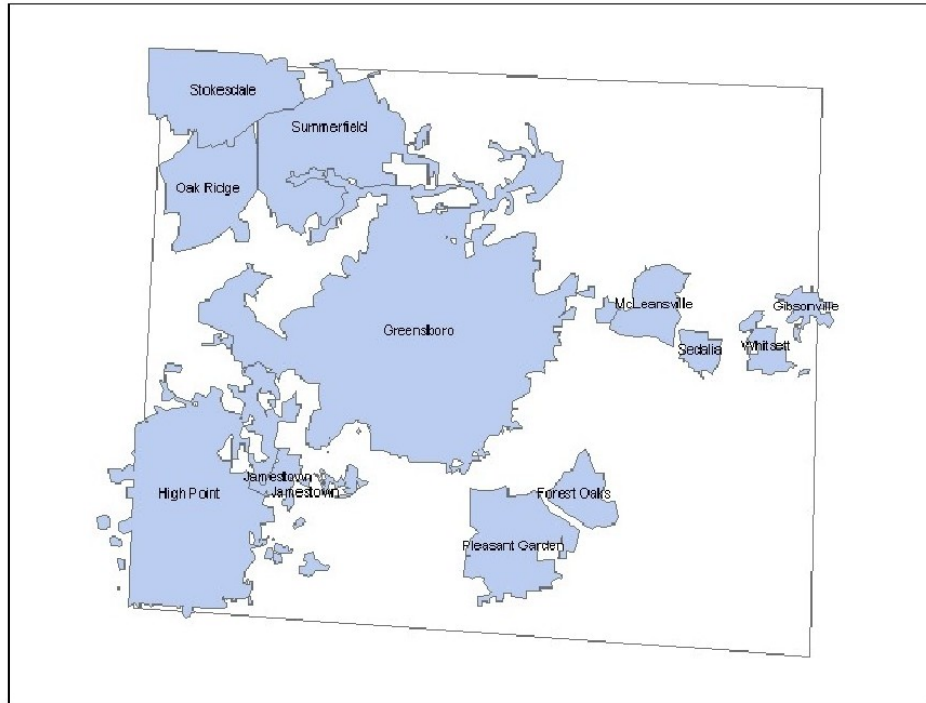 Stokesdale
Summerfield
Oak Ridge
McLeansville
Gibsonville
Greensboro
Sedalia
Whitsett
Jamestown
Jamestown
High Point
Forest Oaks
Pleasant Garden